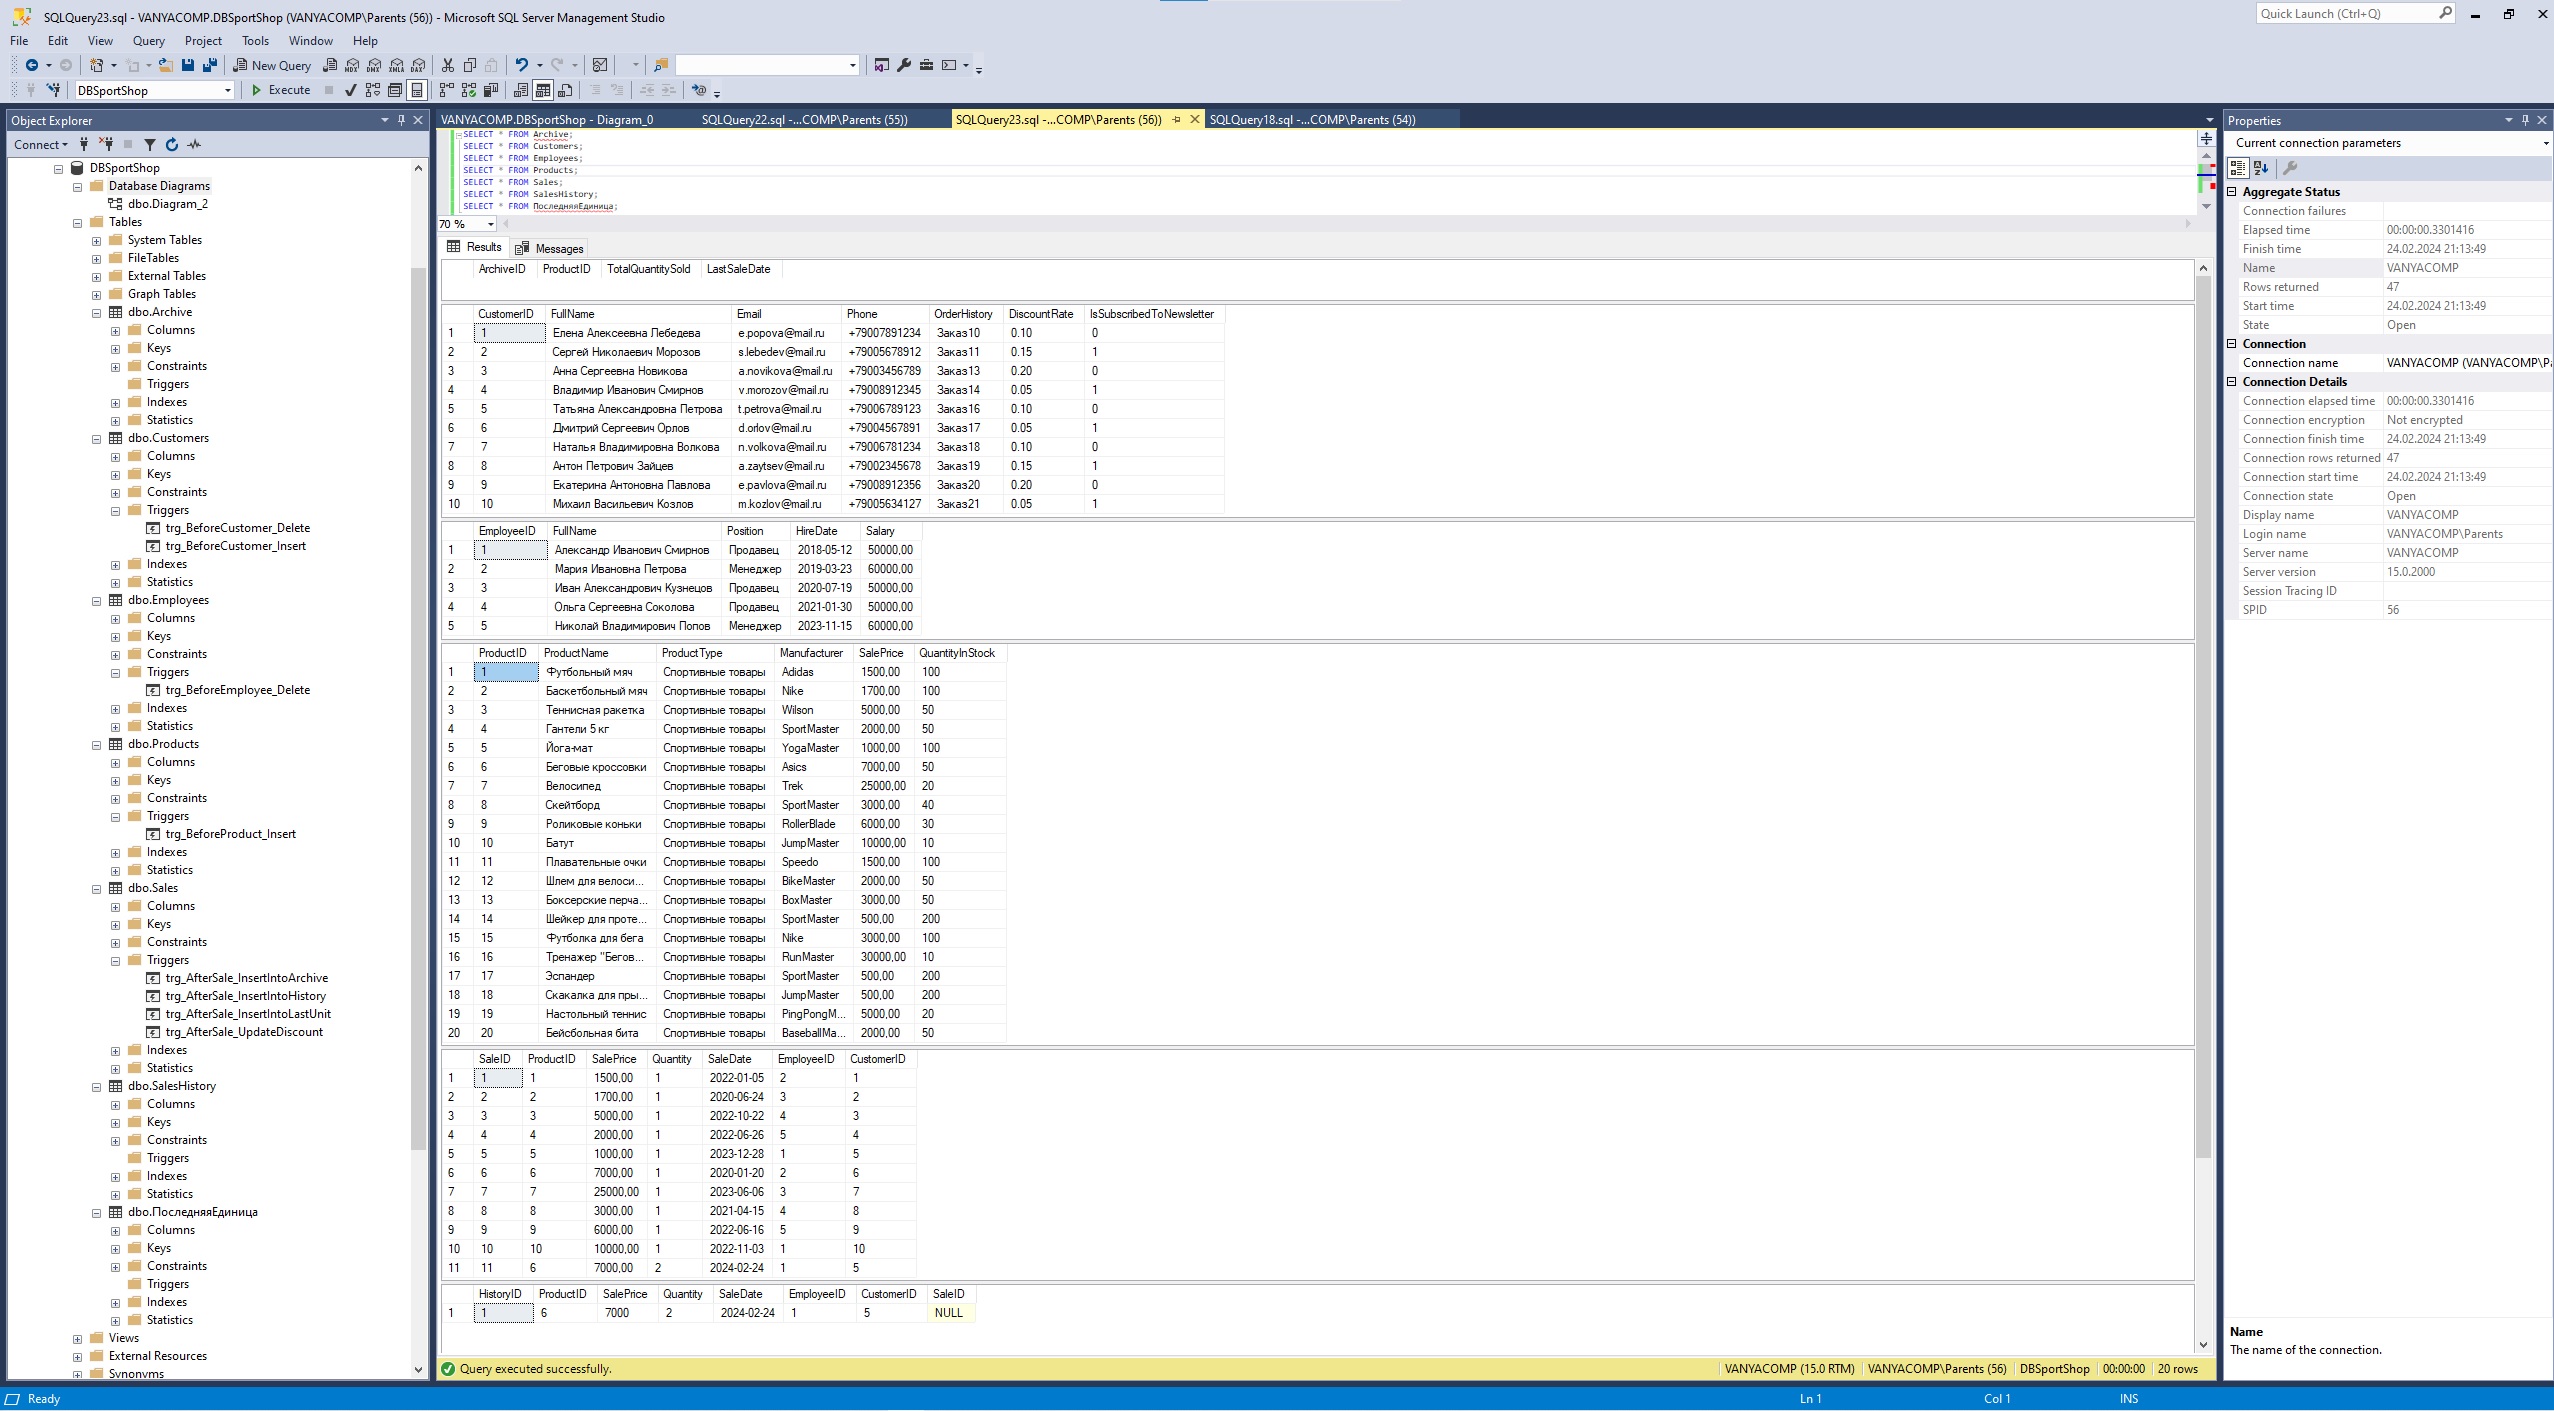 SQLQuery23.sql - VANYACOMP.DBSportShop (VANYACOMP\Parents (56)) - Microsoft SQL Server Management Studio
Quick Launch (Ctrl+Q)
File Edit View Query Project Tools Window Help
New Query
DBSportShop Execute
Object Explorer
Connect
DBSportShop
Database Diagrams
dbo.Diagram_2
Tables
System Tables
FileTables
External Tables
Graph Tables
dbo.Archive
Columns
Keys
Constraints
Triggers
Indexes
Statistics
dbo.Customers
Columns
Keys
Constraints
Triggers
trg_BeforeCustomer_Delete
trg_BeforeCustomer_Insert
Indexes
Statistics
dbo.Employees
Columns
Keys
Constraints
Triggers
trg_BeforeEmployee_Delete
Indexes
Statistics
dbo.Products
Columns
Keys
Constraints
Triggers
trg_BeforeProduct_Insert
Indexes
Statistics
dbo.Sales
Columns
Keys
Constraints
Triggers
trg_AfterSale_InsertIntoArchive
trg_AfterSale_InsertIntoHistory
trg_AfterSale_InsertIntoLastUnit
trg_AfterSale_UpdateDiscount
Indexes
Statistics
dbo.SalesHistory
Columns
Keys
Constraints
Triggers
Indexes
Statistics
dbo.ПоследняяЕдиница
Columns
Keys
Constraints
Triggers
Indexes
Statistics
Views
External Resources
Synonyms
VANYACOMP.DBSportShop - Diagram_0 SQLQuery22.sql -...COMP\Parents (55)) SQLQuery23.sql -...COMP\Parents (56)) SQLQuery18.sql -...COMP\Parents (54))
SELECT * FROM Archive;
SELECT * FROM Customers;
SELECT * FROM Employees;
SELECT * FROM Products;
SELECT * FROM Sales;
SELECT * FROM SalesHistory;
SELECT * FROM ПоследняяЕдиница;
70 %
Results Messages
ArchiveID ProductID TotalQuantitySold LastSaleDate
CustomerID FullName Email Phone OrderHistory DiscountRate IsSubscribedToNewsletter
1 1 Елена Алексеевна Лебедева e.popova@mail.ru +79007891234 Заказ10 0.10 0
2 2 Сергей Николаевич Морозов s.lebedev@mail.ru +79005678912 Заказ11 0.15 1
3 3 Анна Сергеевна Новикова a.novikova@mail.ru +79003456789 Заказ13 0.20 0
4 4 Владимир Иванович Смирнов v.morozov@mail.ru +79008912345 Заказ14 0.05 1
5 5 Татьяна Александровна Петрова t.petrova@mail.ru +79006789123 Заказ16 0.10 0
6 6 Дмитрий Сергеевич Орлов d.orlov@mail.ru +79004567891 Заказ17 0.05 1
7 7 Наталья Владимировна Волкова n.volkova@mail.ru +79006781234 Заказ18 0.10 0
8 8 Антон Петрович Зайцев a.zaytsev@mail.ru +79002345678 Заказ19 0.15 1
9 9 Екатерина Антоновна Павлова e.pavlova@mail.ru +79008912356 Заказ20 0.20 0
10 10 Михаил Васильевич Козлов m.kozlov@mail.ru +79005634127 Заказ21 0.05 1
EmployeeID FullName Position HireDate Salary
1 1 Александр Иванович Смирнов Продавец 2018-05-12 50000,00
2 2 Мария Ивановна Петрова Менеджер 2019-03-23 60000,00
3 3 Иван Александрович Кузнецов Продавец 2020-07-19 50000,00
4 4 Ольга Сергеевна Соколова Продавец 2021-01-30 50000,00
5 5 Николай Владимирович Попов Менеджер 2023-11-15 60000,00
ProductID ProductName ProductType Manufacturer SalePrice QuantityInStock
1 1 Футбольный мяч Спортивные товары Adidas 1500,00 100
2 2 Баскетбольный мяч Спортивные товары Nike 1700,00 100
3 3 Теннисная ракетка Спортивные товары Wilson 5000,00 50
4 4 Гантели 5 кг Спортивные товары SportMaster 2000,00 50
5 5 Йога-мат Спортивные товары YogaMaster 1000,00 100
6 6 Беговые кроссовки Спортивные товары Asics 7000,00 50
7 7 Велосипед Спортивные товары Trek 25000,00 20
8 8 Скейтборд Спортивные товары SportMaster 3000,00 40
9 9 Роликовые коньки Спортивные товары RollerBlade 6000,00 30
10 10 Батут Спортивные товары JumpMaster 10000,00 10
11 11 Плавательные очки Спортивные товары Speedo 1500,00 100
12 12 Шлем для велоси... Спортивные товары BikeMaster 2000,00 50
13 13 Боксерские перча... Спортивные товары BoxMaster 3000,00 50
14 14 Шейкер для проте... Спортивные товары SportMaster 500,00 200
15 15 Футболка для бега Спортивные товары Nike 3000,00 100
16 16 Тренажер "Бегов... Спортивные товары RunMaster 30000,00 10
17 17 Эспандер Спортивные товары SportMaster 500,00 200
18 18 Скакалка для пры... Спортивные товары JumpMaster 500,00 200
19 19 Настольный теннис Спортивные товары PingPongM... 5000,00 20
20 20 Бейсбольная бита Спортивные товары BaseballMa... 2000,00 50
SaleID ProductID SalePrice Quantity SaleDate EmployeeID CustomerID
1 1 1 1500,00 1 2022-01-05 2 1
2 2 2 1700,00 1 2020-06-24 3 2
3 3 3 5000,00 1 2022-10-22 4 3
4 4 4 2000,00 1 2022-06-26 5 4
5 5 5 1000,00 1 2023-12-28 1 5
6 6 6 7000,00 1 2020-01-20 2 6
7 7 7 25000,00 1 2023-06-06 3 7
8 8 8 3000,00 1 2021-04-15 4 8
9 9 9 6000,00 1 2022-06-16 5 9
10 10 10 10000,00 1 2022-11-03 1 10
11 11 6 7000,00 2 2024-02-24 1 5
HistoryID ProductID SalePrice Quantity SaleDate EmployeeID CustomerID SaleID
1 1 6 7000 2 2024-02-24 1 5 NULL
Query executed successfully. VANYACOMP (15.0 RTM) VANYACOMP\Parents (56) DBSportShop 00:00:00 20 rows
Properties
Current connection parameters
Aggregate Status
Connection failures
Elapsed time 00:00:00.3301416
Finish time 24.02.2024 21:13:49
Name VANYACOMP
Rows returned 47
Start time 24.02.2024 21:13:49
State Open
Connection
Connection name VANYACOMP (VANYACOMP\Pa
Connection Details
Connection elapsed time 00:00:00.3301416
Connection encryption Not encrypted
Connection finish time 24.02.2024 21:13:49
Connection rows returned 47
Connection start time 24.02.2024 21:13:49
Connection state Open
Display name VANYACOMP
Login name VANYACOMP\Parents
Server name VANYACOMP
Server version 15.0.2000
Session Tracing ID
SPID 56
Name
The name of the connection.
Ready Ln 1 Col 1 INS